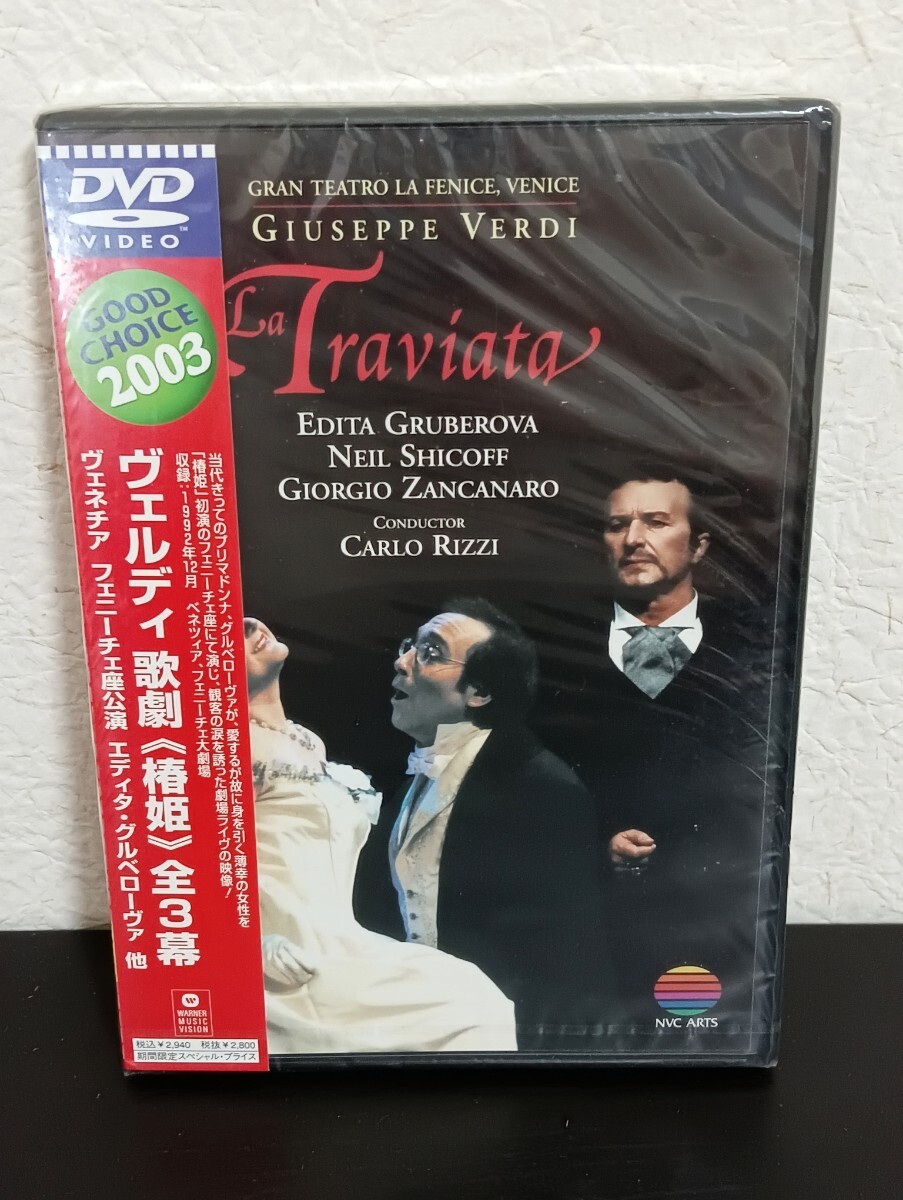 DVD
VIDEO
TM
GOOD
CHOICE
2003
ヴェルディ 歌劇《椿姫》全3幕
ヴェネチア フェニーチェ座公演 エディタ・グルベローヴァ 他
当代きってのプリマドンナ、グルベローヴァが、愛するが故に身を引く薄幸の女性を
「椿姫」初演のフェニーチェ座にて演じ、観客の涙を誘った劇場ライヴの映像!
収録:1992年12月 ベネツィア、フェニーチェ大劇場
WARNER
MUSIC
VISION
税込¥2,940 税抜¥2,800
期間限定スペシャル・プライス
GRAN TEATRO LA FENICE, VENICE
GIUSEPPE VERDI
La Traviata
EDITA GRUBEROVA
NEIL SHICOFF
GIORGIO ZANCANARO
CONDUCTOR
CARLO RIZZI
NVC ARTS